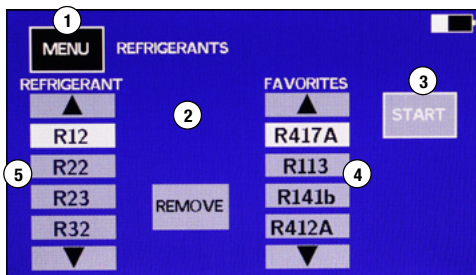 1
MENU REFRIGERANTS
REFRIGERANT FAVORITES
3
2
START
R12 R417A
5 R22 R113 4
R23 REMOVE R141b
R32 R412A